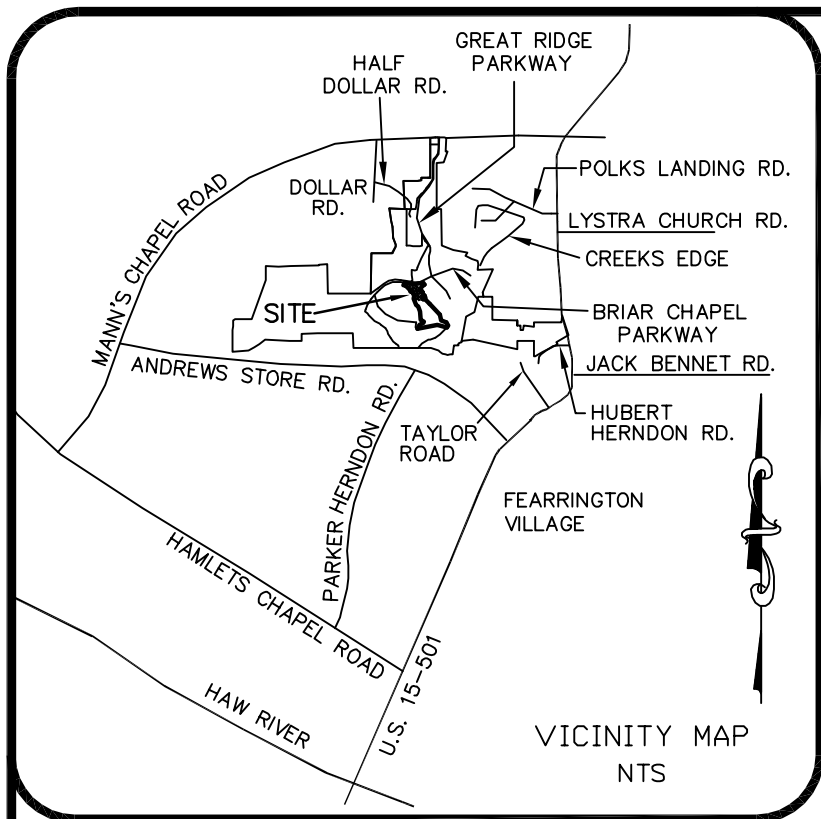 GREAT RIDGE
PARKWAY
HALF
DOLLAR RD.
POLKS LANDING RD.
DOLLAR
RD.
LYSTRA CHURCH RD.
MANN'S CHAPEL ROAD
CREEKS EDGE
SITE
BRIAR CHAPEL
PARKWAY
ANDREWS STORE RD.
JACK BENNET RD.
HUBERT
HERNDON RD.
TAYLOR
ROAD
PARKER HERNDON RD.
FEARRINGTON
VILLAGE
HAMLETS CHAPEL ROAD
U.S. 15-501
HAW RIVER
VICINITY MAP
NTS